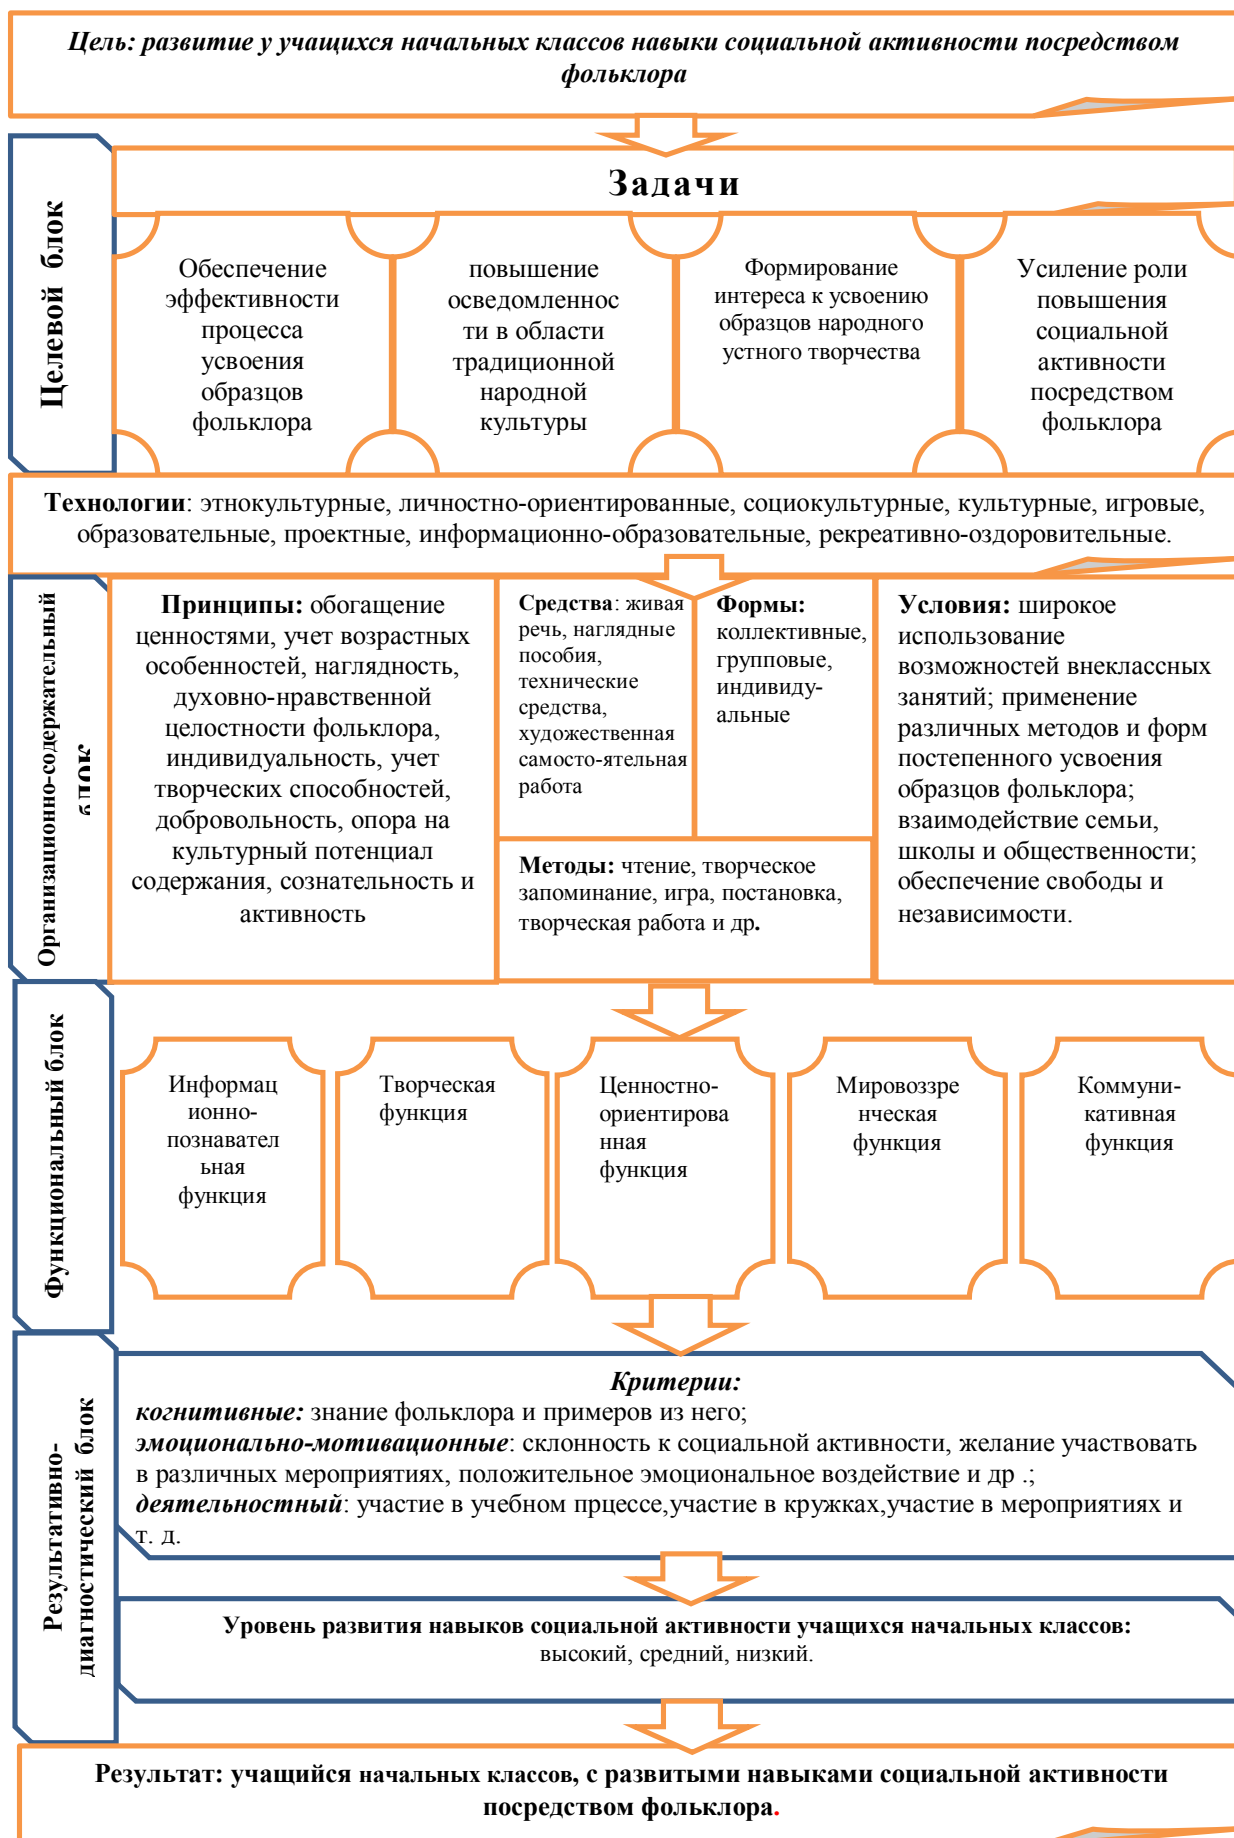 Цель: развитие у учащихся начальных классов навыки социальной активности посредством
фольклора
Целевой блок
Задачи
Обеспечение
эффективности
процесса
усвоения
образцов
фольклора
повышение
осведомленнос
ти в области
традиционной
народной
культуры
Формирование
интереса к усвоению
образцов народного
устного творчества
Усиление роли
повышения
социальной
активности
посредством
фольклора
Технологии: этнокультурные, личностно-ориентированные, социокультурные, культурные, игровые,
образовательные, проектные, информационно-образовательные, рекреативно-оздоровительные.
Организационно-содержательный
блок
Принципы: обогащение
ценностями, учет возрастных
особенностей, наглядность,
духовно-нравственной
целостности фольклора,
индивидуальность, учет
творческих способностей,
добровольность, опора на
культурный потенциал
содержания, сознательность и
активность
Средства: живая
речь, наглядные
пособия,
технические
средства,
художественная
самосто-ятельная
работа
Формы:
коллективные,
групповые,
индивиду-
альные
Методы: чтение, творческое
запоминание, игра, постановка,
творческая работа и др.
Условия: широкое
использование
возможностей внеклассных
занятий; применение
различных методов и форм
постепенного усвоения
образцов фольклора;
взаимодействие семьи,
школы и общественности;
обеспечение свободы и
независимости.
Функциональный блок
Информац
ионно-
познавател
ьная
функция
Творческая
функция
Ценностно-
ориентирова
нная
функция
Мировоззре
нческая
функция
Коммуни-
кативная
функция
Результативно-
диагностический блок
Критерии:
когнитивные: знание фольклора и примеров из него;
эмоционально-мотивационные: склонность к социальной активности, желание участвовать
в различных мероприятиях, положительное эмоциональное воздействие и др .;
деятельностный: участие в учебном прцессе,участие в кружках,участие в мероприятиях и
т. д.
Уровень развития навыков социальной активности учащихся начальных классов:
высокий, средний, низкий.
Результат: учащийся начальных классов, с развитыми навыками социальной активности
посредством фольклора.